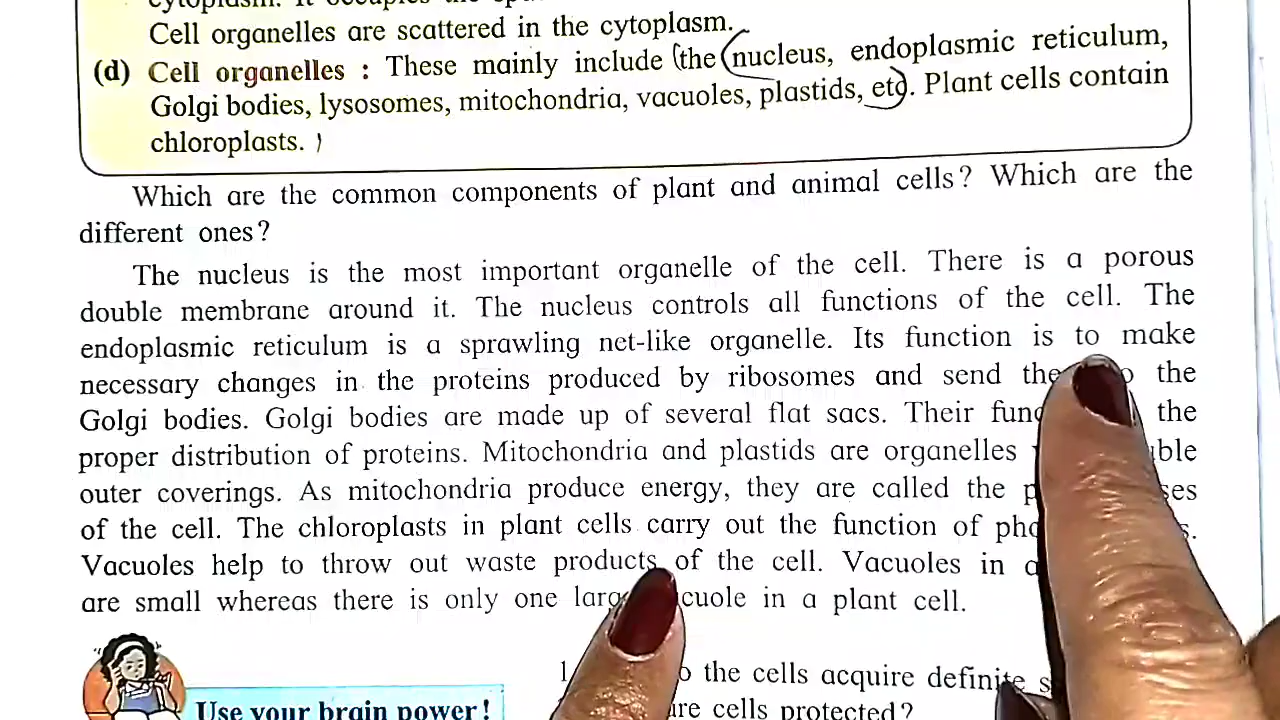 Cell organelles are scattered in the cytoplasm.
(d) Cell organelles : These mainly include (the nucleus, endoplasmic reticulum,
Golgi bodies, lysosomes, mitochondria, vacuoles, plastids, etc). Plant cells contain
chloroplasts.
Which are the common components of plant and animal cells? Which are the
different ones?
The nucleus is the most important organelle of the cell. There is a porous
double membrane around it. The nucleus controls all functions of the cell. The
endoplasmic reticulum is a sprawling net-like organelle. Its function is to make
necessary changes in the proteins produced by ribosomes and send the
Golgi bodies. Golgi bodies are made up of several flat sacs. Their the
proper distribution of proteins. Mitochondria and plastids are organelles
outer coverings. As mitochondria produce energy, they are called the
of the cell. The chloroplasts in plant cells carry out the function of
Vacuoles help to throw out waste products of the cell. Vacuoles in
are small whereas there is only one in a plant cell.
the cells acquire definite
Use your brain power!
cells protected?